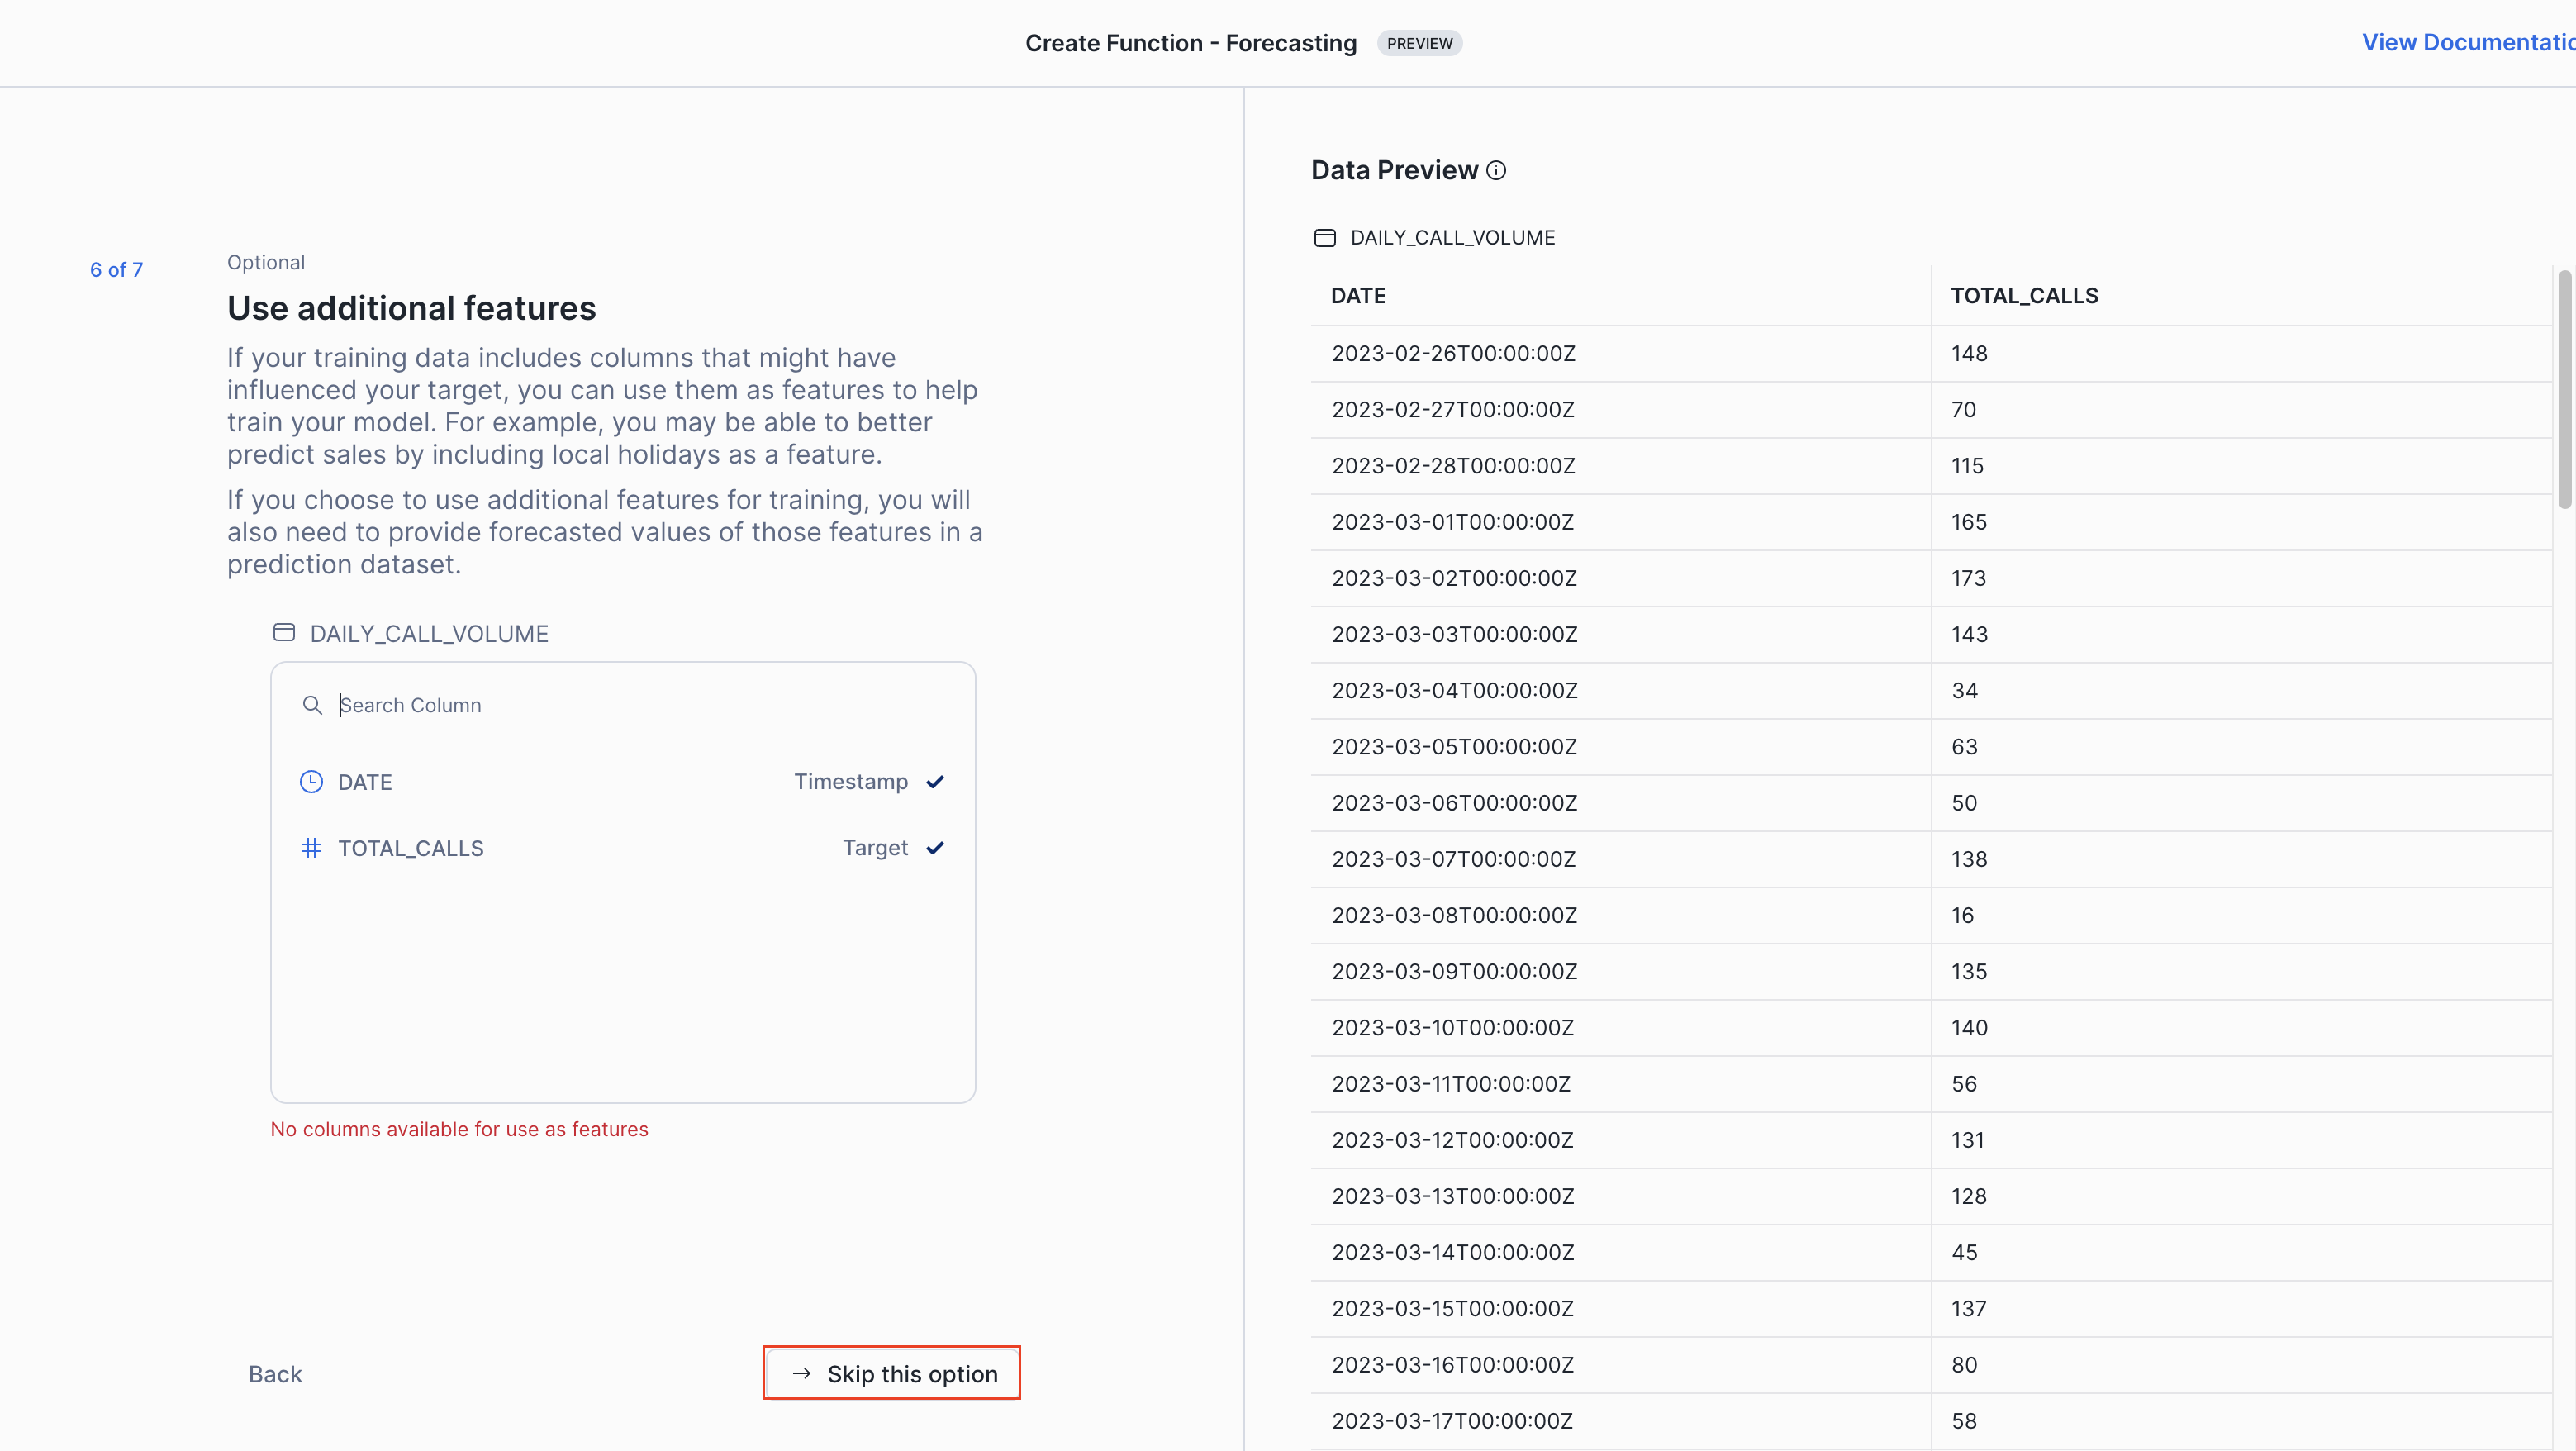 Create Function - Forecasting PREVIEW
View Documentatio
6 of 7
Optional
Use additional features
If your training data includes columns that might have
influenced your target, you can use them as features to help
train your model. For example, you may be able to better
predict sales by including local holidays as a feature.
If you choose to use additional features for training, you will
also need to provide forecasted values of those features in a
prediction dataset.
DAILY_CALL_VOLUME
Search Column
DATE Timestamp
TOTAL_CALLS Target
No columns available for use as features
Back
Skip this option
Data Preview
DAILY_CALL_VOLUME
DATE TOTAL_CALLS
2023-02-26T00:00:00Z 148
2023-02-27T00:00:00Z 70
2023-02-28T00:00:00Z 115
2023-03-01T00:00:00Z 165
2023-03-02T00:00:00Z 173
2023-03-03T00:00:00Z 143
2023-03-04T00:00:00Z 34
2023-03-05T00:00:00Z 63
2023-03-06T00:00:00Z 50
2023-03-07T00:00:00Z 138
2023-03-08T00:00:00Z 16
2023-03-09T00:00:00Z 135
2023-03-10T00:00:00Z 140
2023-03-11T00:00:00Z 56
2023-03-12T00:00:00Z 131
2023-03-13T00:00:00Z 128
2023-03-14T00:00:00Z 45
2023-03-15T00:00:00Z 137
2023-03-16T00:00:00Z 80
2023-03-17T00:00:00Z 58